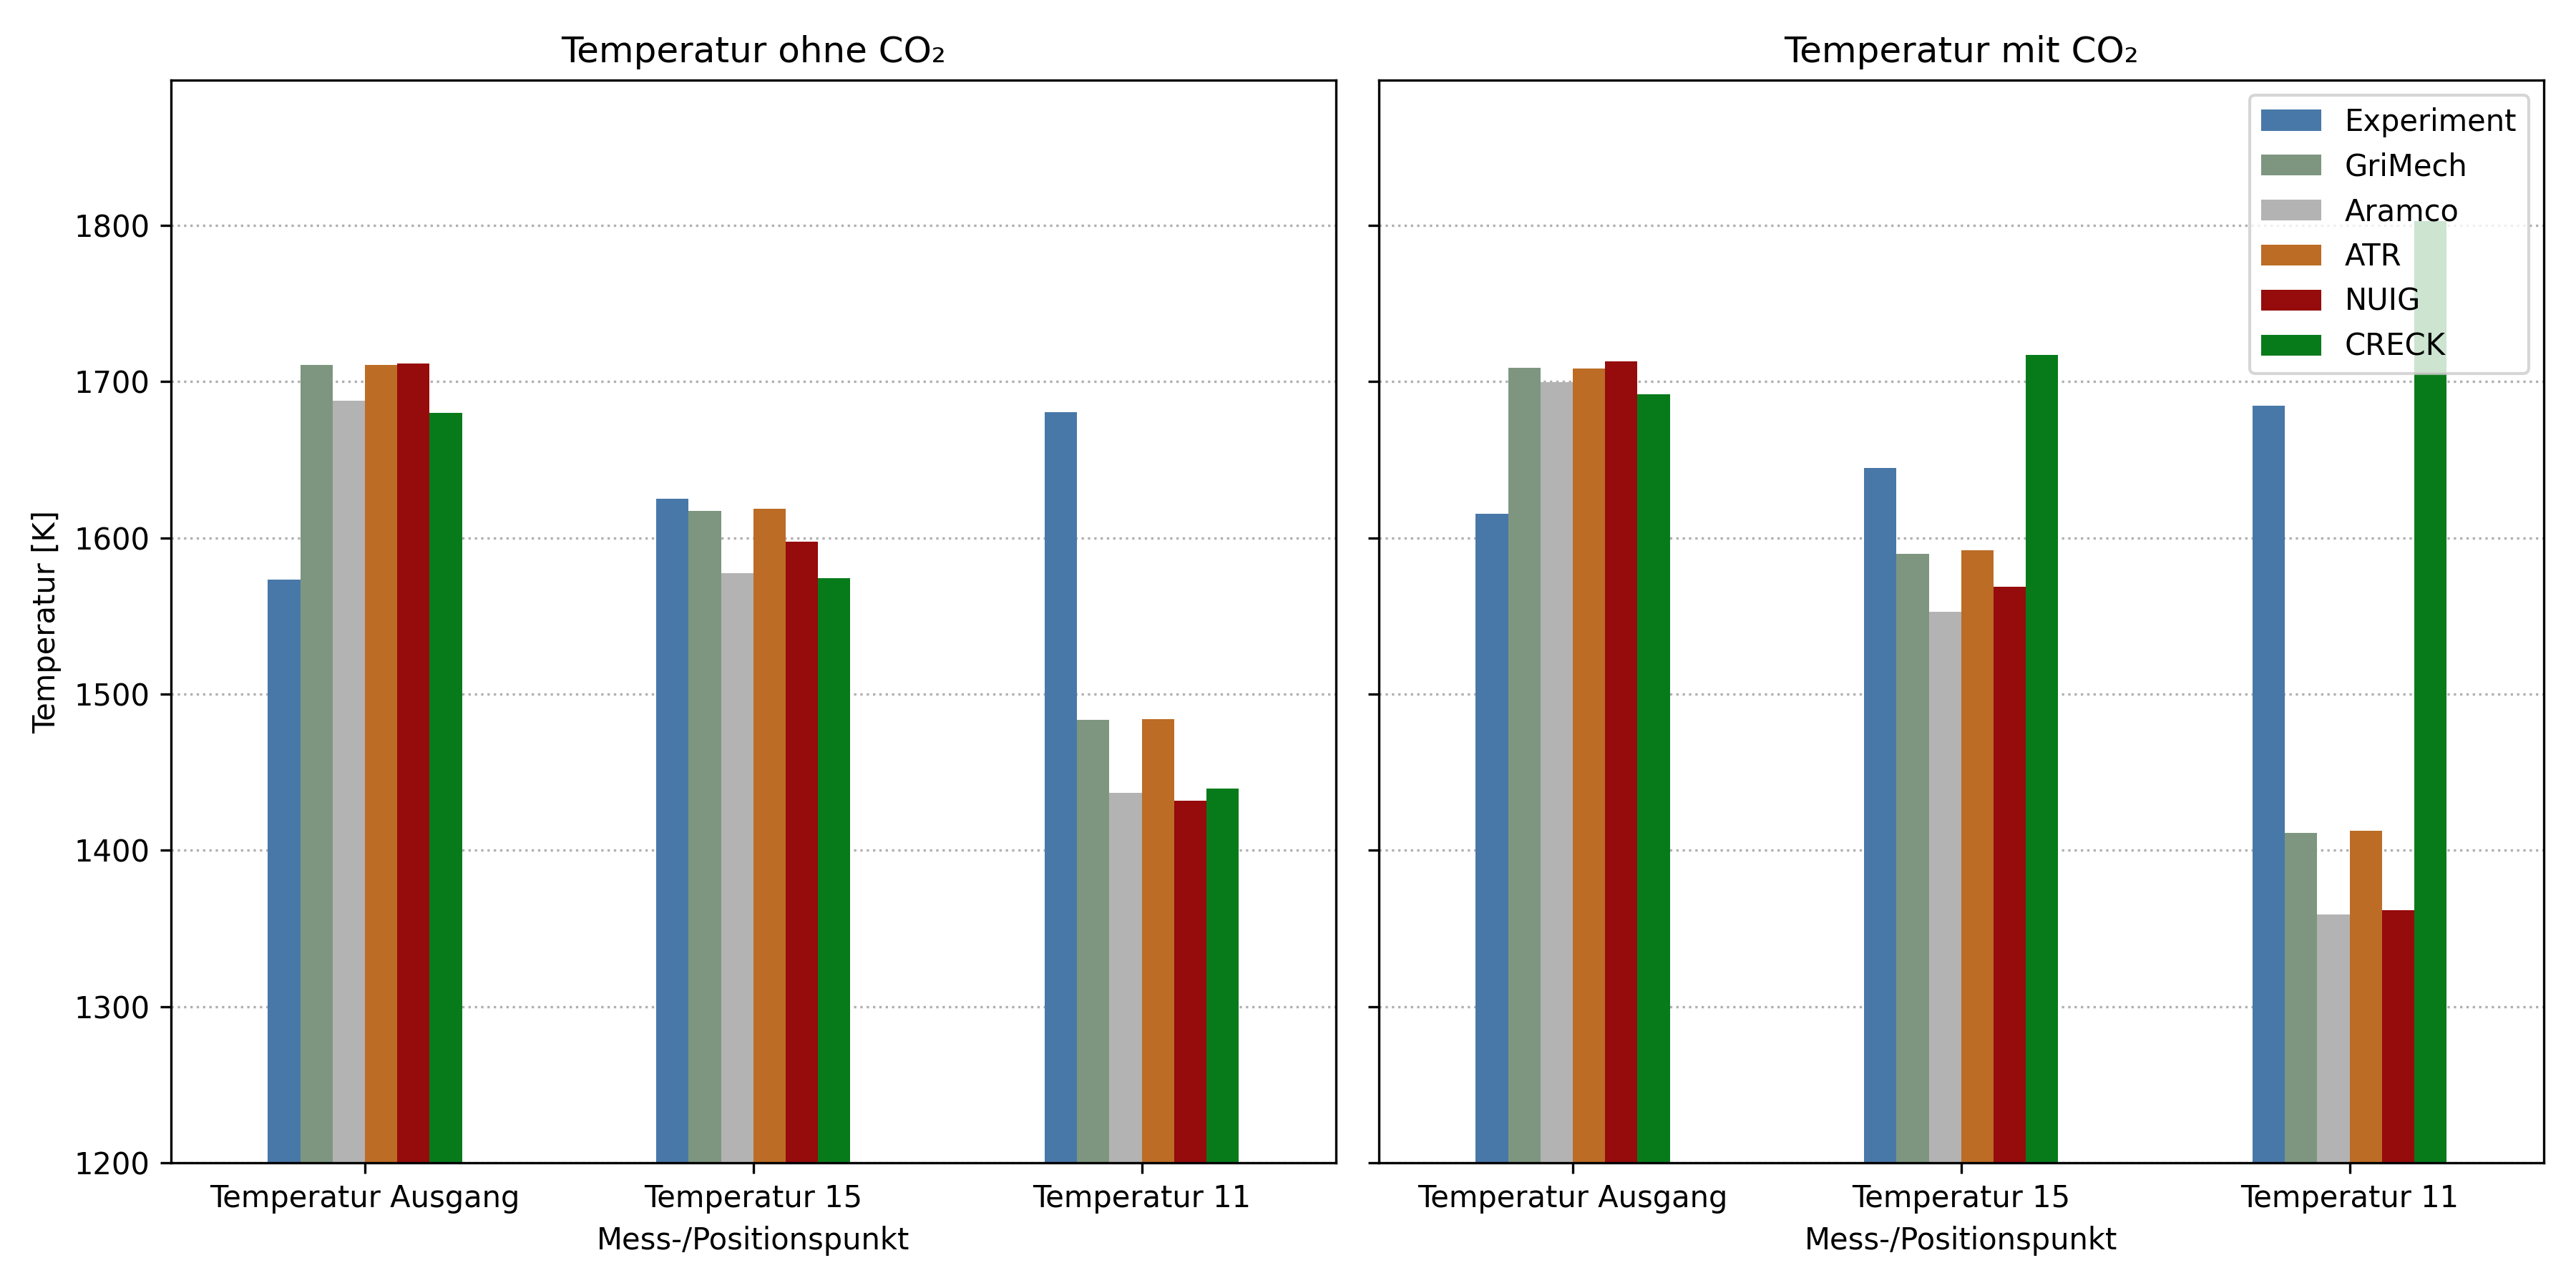 Temperatur ohne CO₂
Temperatur [K]
1800
1700
1600
1500
1400
1300
1200
Temperatur Ausgang
Temperatur 15
Temperatur 11
Mess-/Positionspunkt
Temperatur mit CO₂
Experiment
GriMech
Aramco
ATR
NUIG
CRECK
Temperatur Ausgang
Temperatur 15
Temperatur 11
Mess-/Positionspunkt